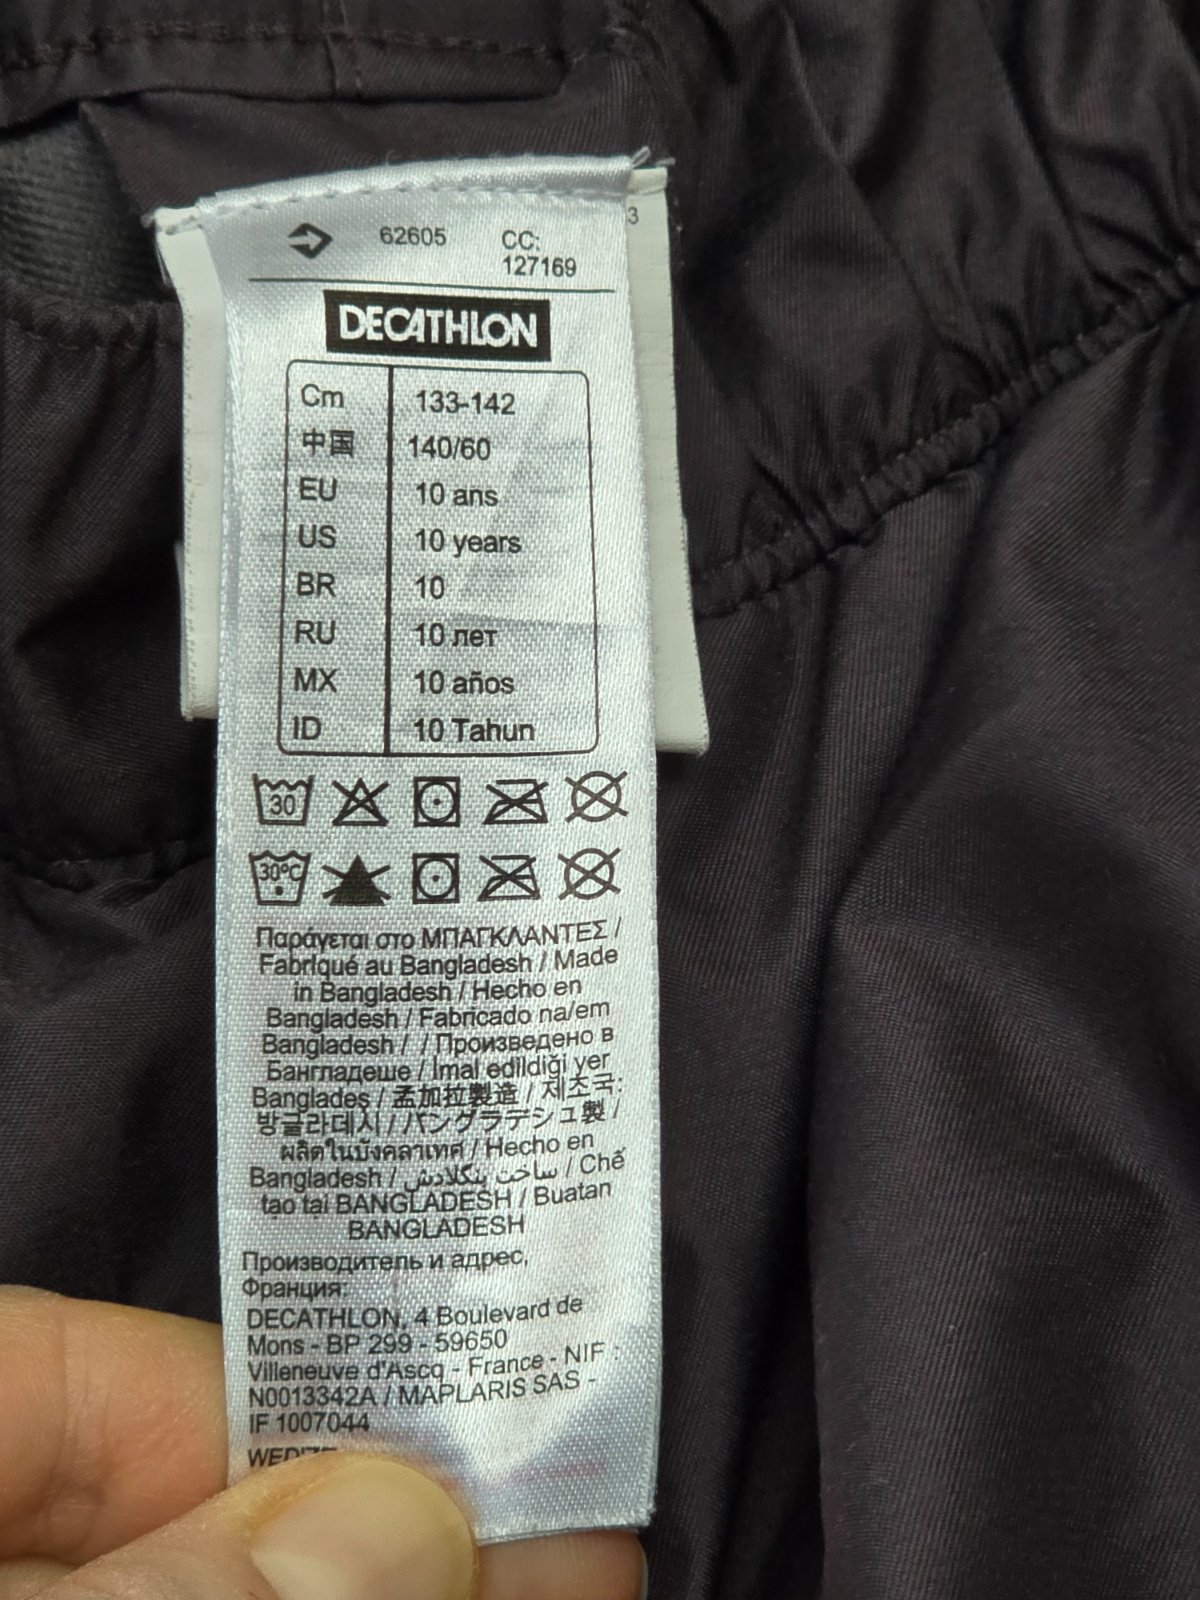 3
62605
CC:
127169
DECATHLON
Cm 133-142
中国 140/60
EU 10 ans
US 10 years
BR 10
RU 10 лет
MX 10 años
ID 10 Tahun
30
30ºC
Παράγεται στο ΜΠΑΓΚΛΑΝΤΕΣ /
Fabriqué au Bangladesh / Made
in Bangladesh / Hecho en
Bangladesh / Fabricado na/em
Bangladesh / / Произведено в
Бангладеше / İmal edildiği yer
Bangladeş / 孟加拉製造 / 제조국:
방글라데시 / バングラデシュ製 /
ผลิตในบังคลาเทศ / Hecho en
Bangladesh / ساخت بنگلادش / Chế
tạo tại BANGLADESH / Buatan
BANGLADESH
Производитель и адрес,
Франция:
DECATHLON, 4 Boulevard de
Mons - BP 299 - 59650
Villeneuve d'Ascq - France - NIF :
N0013342A / MAPLARIS SAS -
IF 1007044